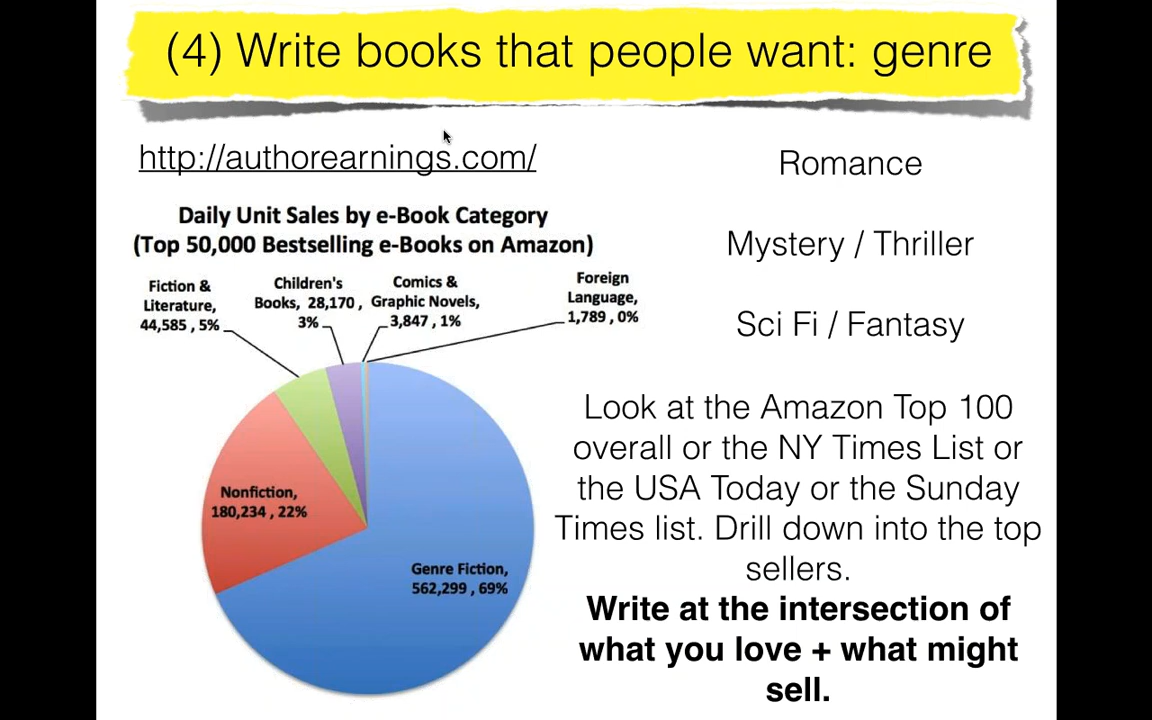 (4) Write books that people want: genre
http://authorearnings.com/
Daily Unit Sales by e-Book Category
(Top 50,000 Bestselling e-Books on Amazon)
Fiction &
Literature,
44,585 , 5%
Children's
Books, 28,170 ,
3%
Comics &
Graphic Novels,
3,847 , 1%
Foreign
Language,
1,789 , 0%
Nonfiction,
180,234 , 22%
Genre Fiction,
562,299 , 69%
Romance
Mystery / Thriller
Sci Fi / Fantasy
Look at the Amazon Top 100
overall or the NY Times List or
the USA Today or the Sunday
Times list. Drill down into the top
sellers.
Write at the intersection of
what you love + what might
sell.